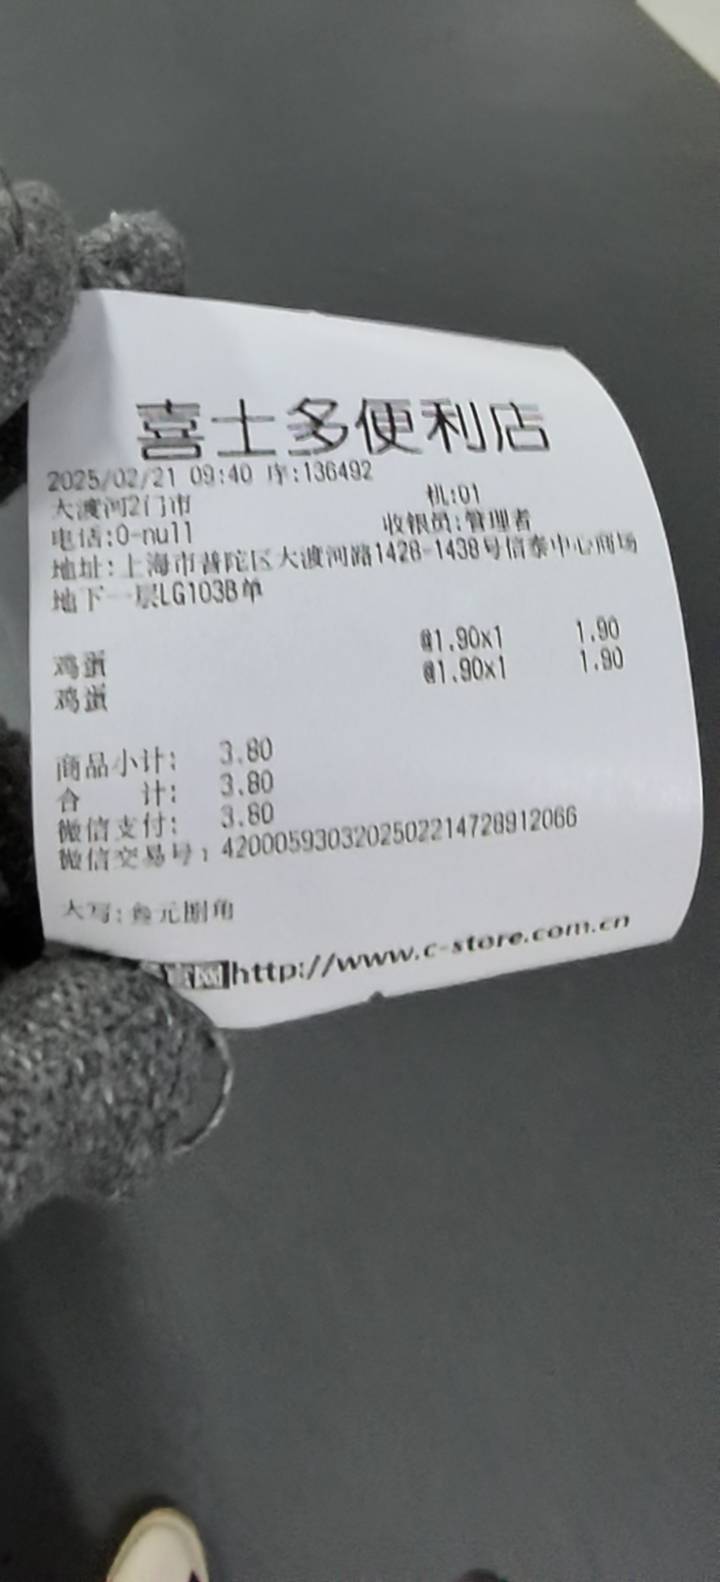 喜士多便利店
2025/02/21 09:40 序:136492
大渡河2门市 机:01
电话:0-null 收银员:管理者
地址:上海市普陀区大渡河路1428-1438号信泰中心商场
地下一层LG103B单
@1.90x1 1.90
鸡蛋 @1.90x1 1.90
鸡蛋
商品小计: 3.80
合 计: 3.80
微信支付: 3.80
微信交易号:4200059303202502214728912066
大写:叁元捌角
http://www.c-store.com.cn